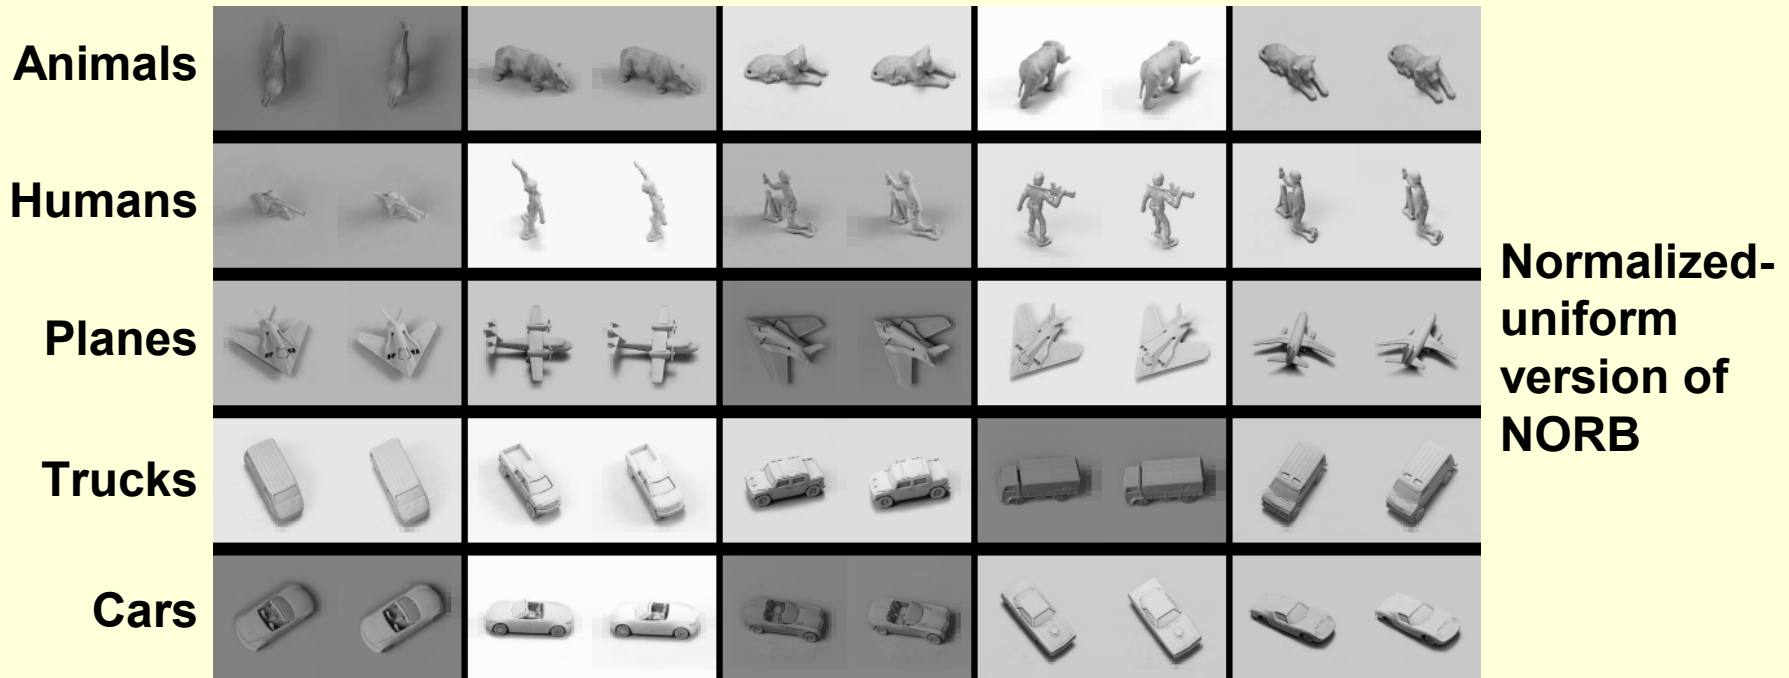 Animals
Humans
Planes
Trucks
Cars
Normalized-
uniform
version of
NORB